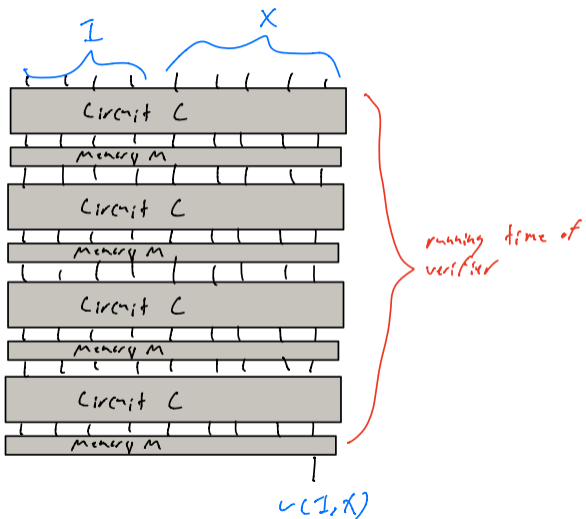 I
X
Circuit C
Memory M
Circuit C
Memory M
Circuit C
Memory M
Circuit C
Memory M
running time of
verifier
v(I,X)